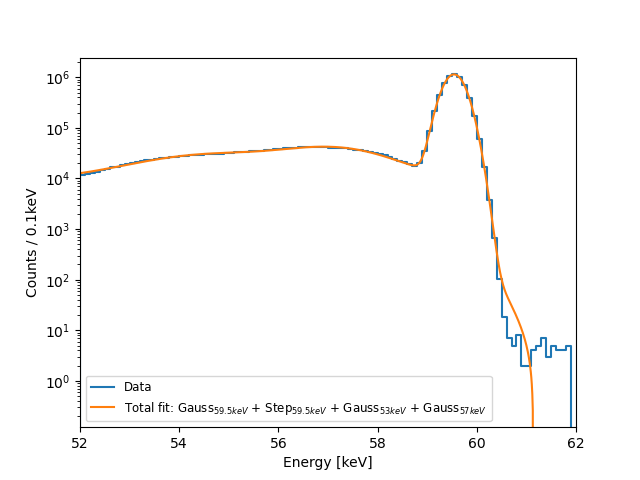 10⁶
10⁵
10⁴
10³
10²
10¹
10⁰
Counts / 0.1keV
Data
Total fit: Gauss59.5keV + Step59.5keV + Gauss53keV + Gauss57keV
52 54 56 58 60 62
Energy [keV]